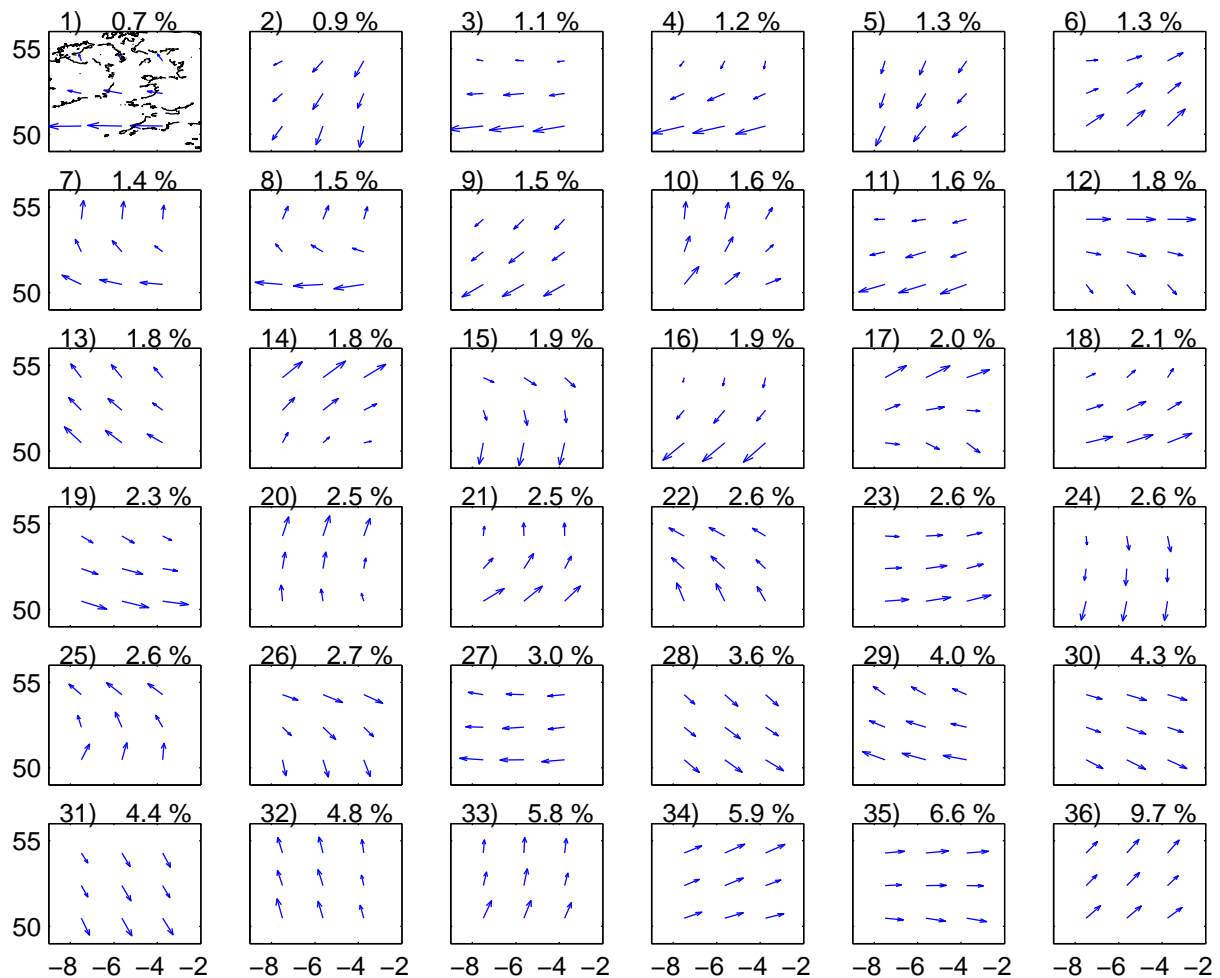 1) 0.7 % 2) 0.9 % 3) 1.1 % 4) 1.2 % 5) 1.3 % 6) 1.3 %
55
50
7) 1.4 % 8) 1.5 % 9) 1.5 % 10) 1.6 % 11) 1.6 % 12) 1.8 %
55
50
13) 1.8 % 14) 1.8 % 15) 1.9 % 16) 1.9 % 17) 2.0 % 18) 2.1 %
55
50
19) 2.3 % 20) 2.5 % 21) 2.5 % 22) 2.6 % 23) 2.6 % 24) 2.6 %
55
50
25) 2.6 % 26) 2.7 % 27) 3.0 % 28) 3.6 % 29) 4.0 % 30) 4.3 %
55
50
31) 4.4 % 32) 4.8 % 33) 5.8 % 34) 5.9 % 35) 6.6 % 36) 9.7 %
55
50
−8 −6 −4 −2 −8 −6 −4 −2 −8 −6 −4 −2 −8 −6 −4 −2 −8 −6 −4 −2 −8 −6 −4 −2